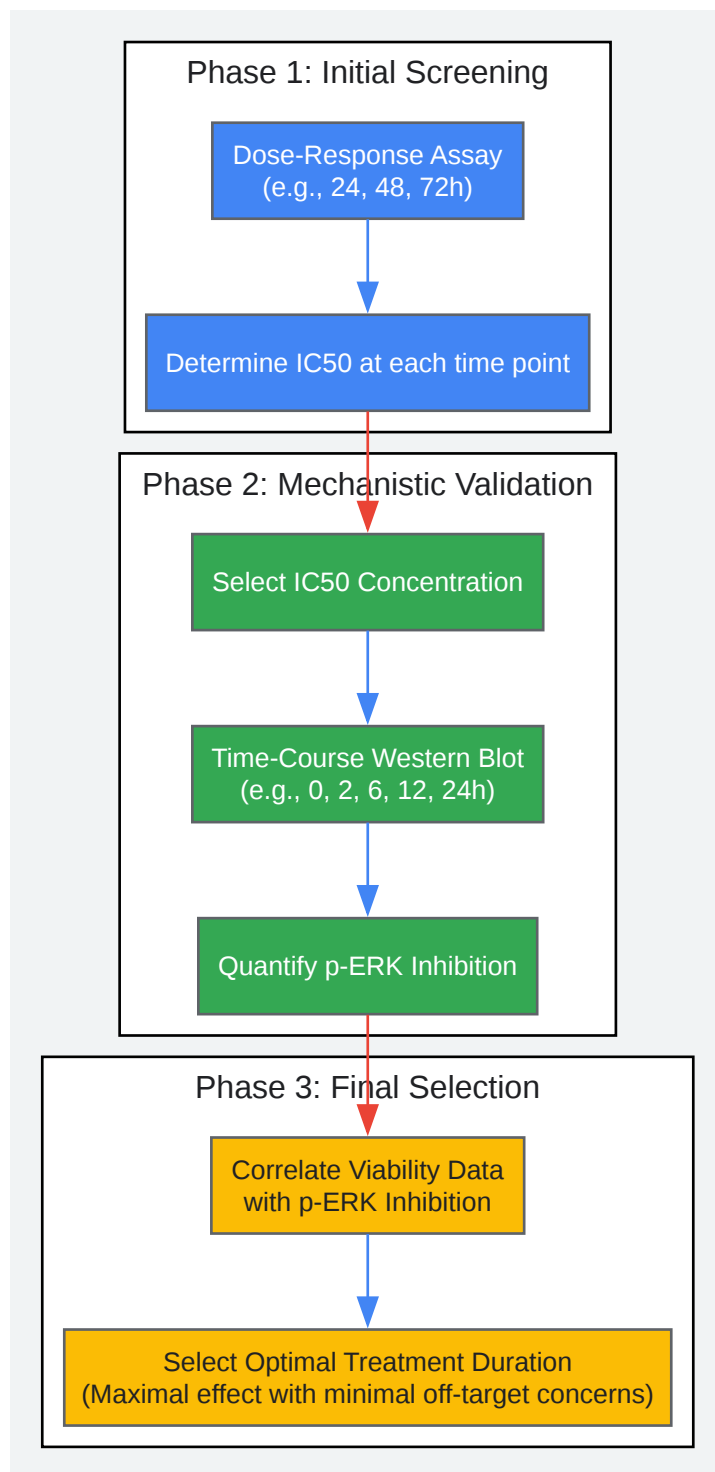 Phase 1: Initial Screening
Dose-Response Assay
(e.g., 24, 48, 72h)
Determine IC50 at each time point
Phase 2: Mechanistic Validation
Select IC50 Concentration
Time-Course Western Blot
(e.g., 0, 2, 6, 12, 24h)
Quantify p-ERK Inhibition
Phase 3: Final Selection
Correlate Viability Data
with p-ERK Inhibition
Select Optimal Treatment Duration
(Maximal effect with minimal off-target concerns)